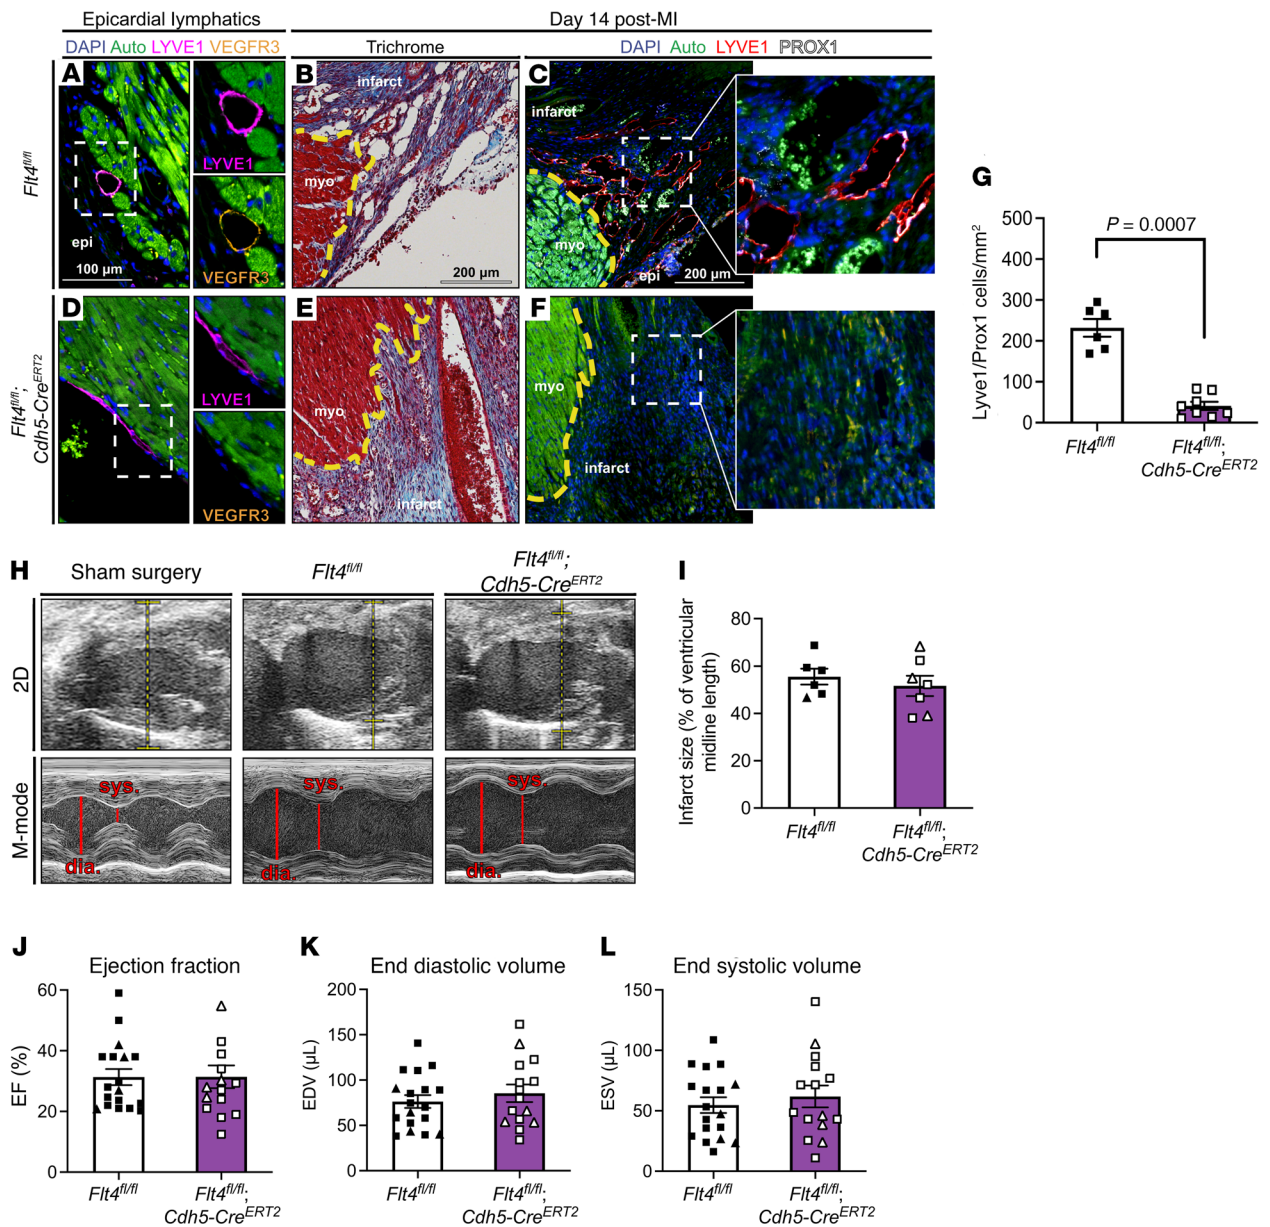 Epicardial lymphatics
Day 14 post-MI
DAPI Auto LYVE1 VEGFR3
Trichrome
DAPI Auto LYVE1 PROX1
Flt4fl/fl
A
epi
100 µm
LYVE1
VEGFR3
B
infarct
myo
200 µm
C
infarct
myo
epi
200 µm
Flt4fl/fl;
Cdh5-CreERT2
D
LYVE1
VEGFR3
E
myo
infarct
F
myo
infarct
G
Lyve1/Prox1 cells/mm2
500
400
300
200
100
0
P = 0.0007
Flt4fl/fl
Flt4fl/fl;
Cdh5-CreERT2
H
Sham surgery
Flt4fl/fl
Flt4fl/fl;
Cdh5-CreERT2
2D
M-mode
sys.
dia.
sys.
dia.
sys.
dia.
I
Infarct size (% of ventricular
midline length)
80
60
40
20
0
Flt4fl/fl
Flt4fl/fl;
Cdh5-CreERT2
J
Ejection fraction
EF (%)
60
40
20
0
Flt4fl/fl
Flt4fl/fl;
Cdh5-CreERT2
K
End diastolic volume
EDV (µL)
200
150
100
50
0
Flt4fl/fl
Flt4fl/fl;
Cdh5-CreERT2
L
End systolic volume
ESV (µL)
150
100
50
0
Flt4fl/fl
Flt4fl/fl;
Cdh5-CreERT2